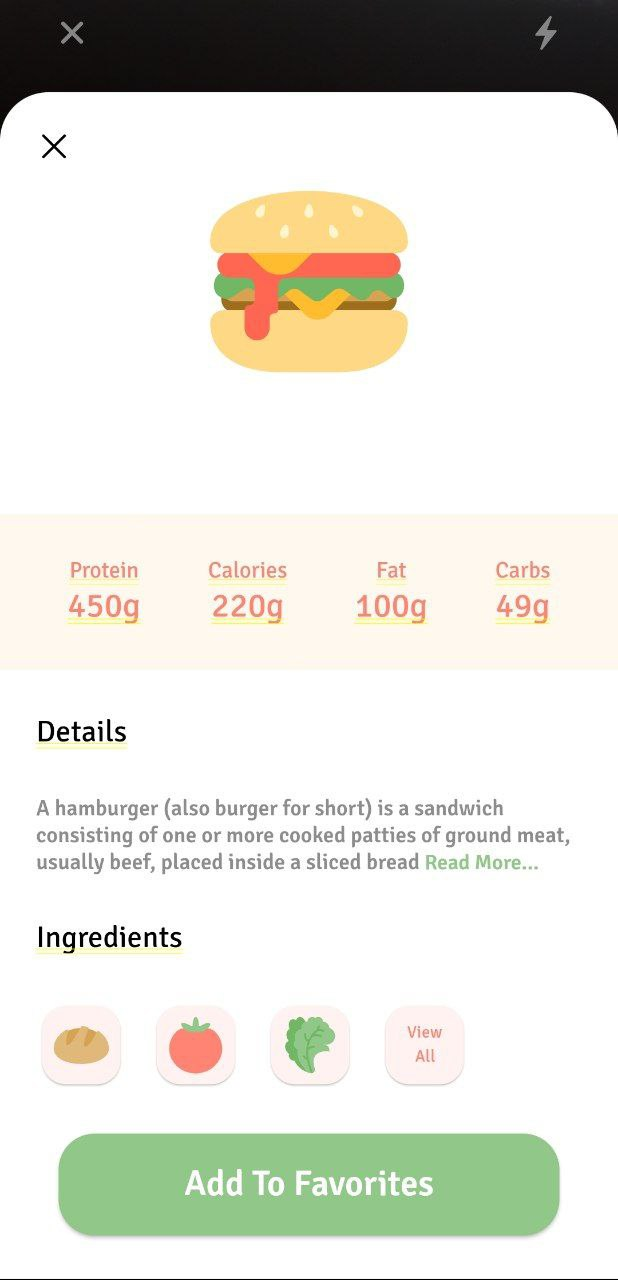 Protein Calories Fat Carbs
450g 220g 100g 49g
Details
A hamburger (also burger for short) is a sandwich
consisting of one or more cooked patties of ground meat,
usually beef, placed inside a sliced bread Read More...
Ingredients
View
All
Add To Favorites